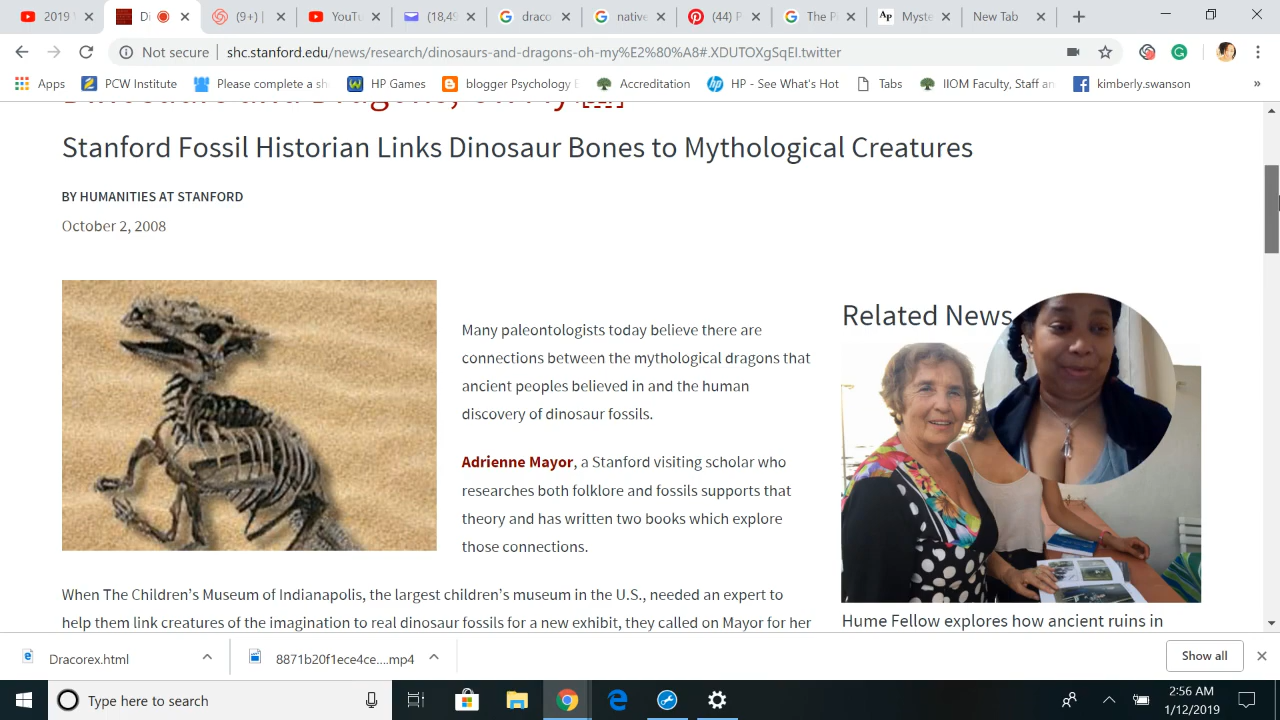 2019
Di
(9+)
YouTu
(18,49
draco
native
(44) P
The Pi
Myste
New Tab
Not secure
shc.stanford.edu/news/research/dinosaurs-and-dragons-oh-my%E2%80%A8#.XDUTOXgSqEI.twitter
Apps
PCW Institute
Please complete a sh
HP Games
blogger Psychology E
Accreditation
HP - See What's Hot
Tabs
IIOM Faculty, Staff an
kimberly.swanson
»
Stanford Fossil Historian Links Dinosaur Bones to Mythological Creatures
BY HUMANITIES AT STANFORD
October 2, 2008
Many paleontologists today believe there are
connections between the mythological dragons that
ancient peoples believed in and the human
discovery of dinosaur fossils.
Adrienne Mayor, a Stanford visiting scholar who
researches both folklore and fossils supports that
theory and has written two books which explore
those connections.
When The Children’s Museum of Indianapolis, the largest children’s museum in the U.S., needed an expert to
help them link creatures of the imagination to real dinosaur fossils for a new exhibit, they called on Mayor for her
Related News
Hume Fellow explores how ancient ruins in
Dracorex.html
8871b20f1ece4ce....mp4
Show all
Type here to search
2:56 AM
1/12/2019